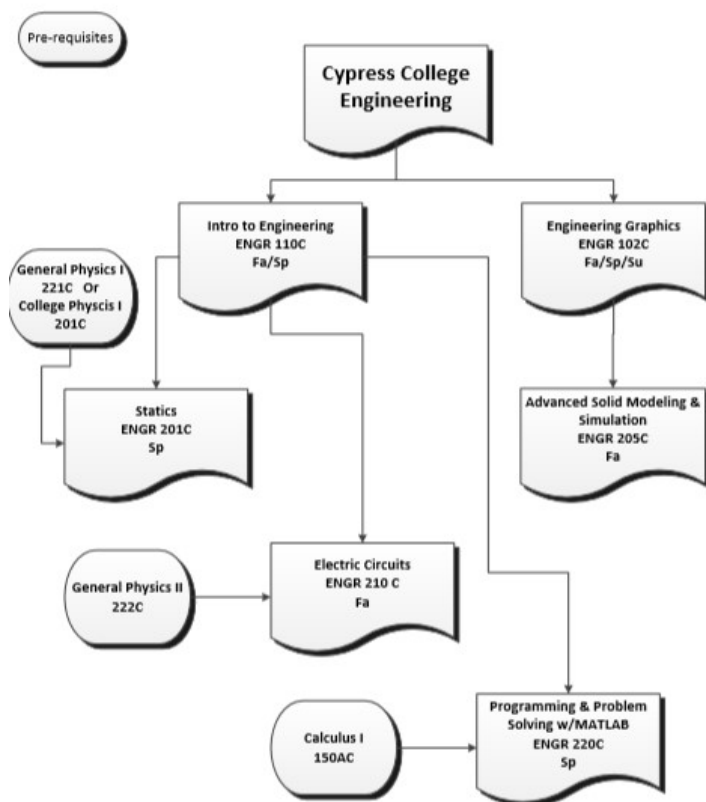 Pre-requisites
Cypress College
Engineering
Intro to Engineering
ENGR 110C
Fa/Sp
Engineering Graphics
ENGR 102C
Fa/Sp/Su
General Physics I
221C Or
College Physcis I
201C
Statics
ENGR 201C
Sp
Advanced Solid Modeling &
Simulation
ENGR 205C
Fa
General Physics II
222C
Electric Circuits
ENGR 210 C
Fa
Calculus I
150AC
Programming & Problem
Solving w/MATLAB
ENGR 220C
Sp